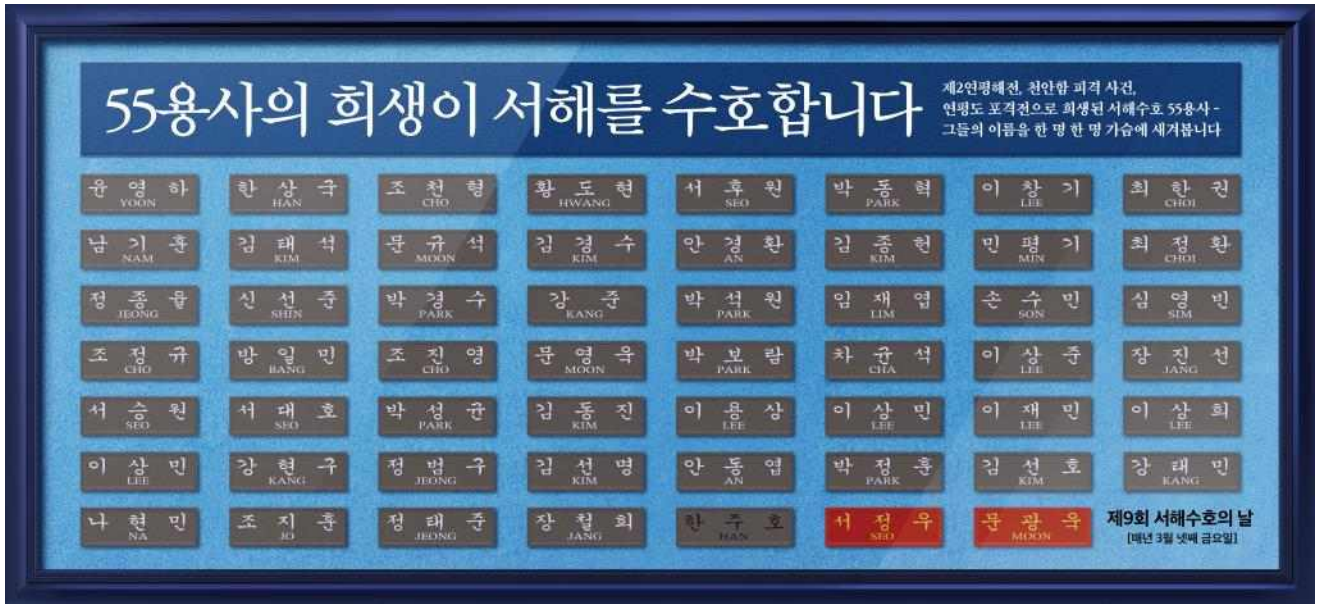 55용사의 희생이 서해를 수호합니다
제2연평해전, 천안함 피격 사건,
연평도 포격전으로 희생된 서해수호 55용사 -
그들의 이름을 한 명 한 명 가슴에 새겨봅니다
윤영하 한상국 조천형 황도현 서후원 박동혁 이창기 최한권
YOON HAN CHO HWANG SEO PARK LEE CHOI
남기훈 김태석 문규석 김경수 안경환 김종헌 민평기 최정환
NAM KIM MOON KIM AN KIM MIN CHOI
정종율 신선준 박경수 강준 박석원 임재엽 손수민 심영빈
JEONG SHIN PARK KANG PARK LIM SON SIM
조정규 방일민 조진영 문영욱 박보람 차균석 이상준 장진선
CHO BANG CHO MOON PARK CHA LEE JANG
서승원 서대호 박성균 김동진 이용상 이상민 이재민 이상희
SEO SEO PARK KIM LEE LEE LEE LEE
이상민 강현구 정범구 김선명 안동엽 박정훈 김선호 강태민
LEE KANG JEONG KIM AN PARK KIM KANG
나현민 조지훈 정태준 장철희 한주호 서정우 문광욱
NA JO JEONG JANG HAN SEO MOON
제9회 서해수호의 날
[매년 3월 넷째 금요일]